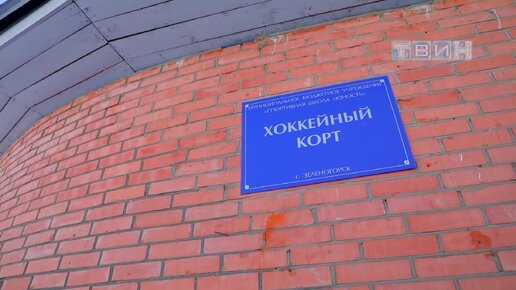 ТВИН
МУНИЦИПАЛЬНОЕ БЮДЖЕТНОЕ УЧРЕЖДЕНИЕ
«СПОРТИВНАЯ ШКОЛА «ЮНОСТЬ»
ХОККЕЙНЫЙ
КОРТ
г. ЗЕЛЕНОГОРСК